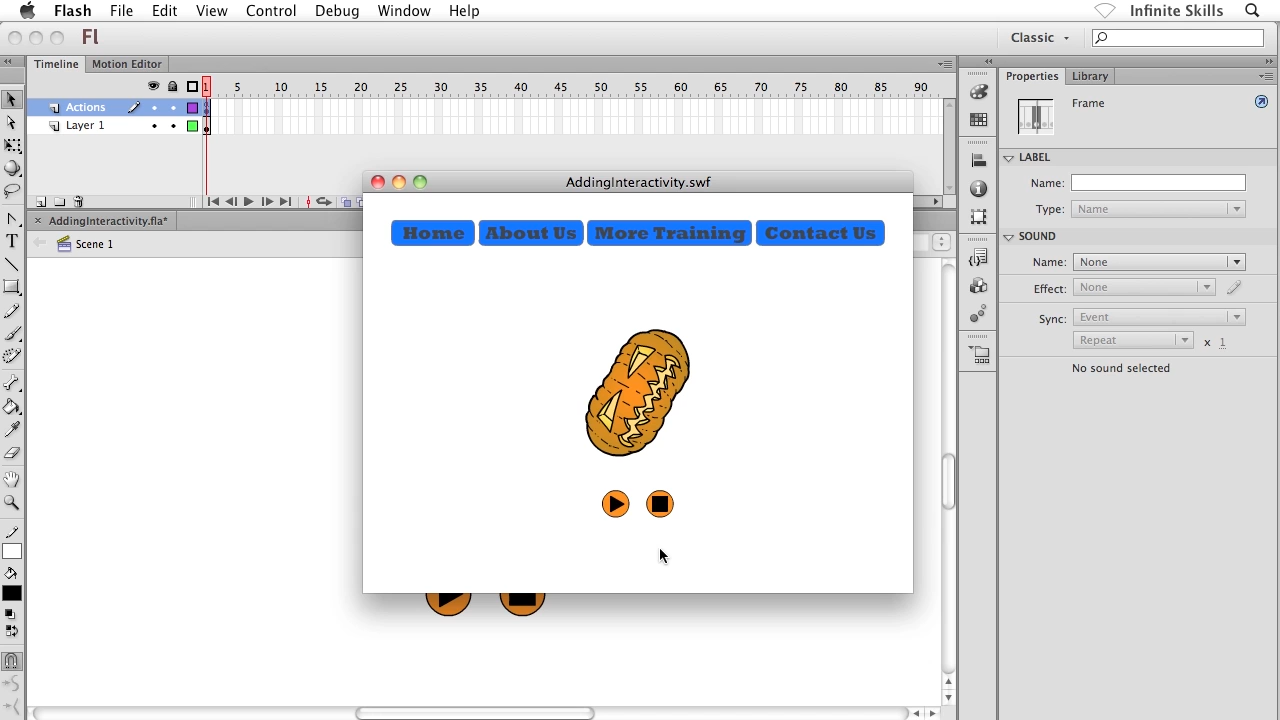 Flash File Edit View Control Debug Window Help Infinite Skills
Fl Classic
Timeline Motion Editor Properties Library
1 5 10 15 20 25 30 35 40 45 50 55 60 65 70 75 80 85 90
Actions
Layer 1
Frame
LABEL
Name:
Type: Name
AddingInteractivity.swf
AddingInteractivity.fla*
Scene 1
Home About Us More Training Contact Us
SOUND
Name: None
Effect: None
Sync: Event
Repeat x 1
No sound selected